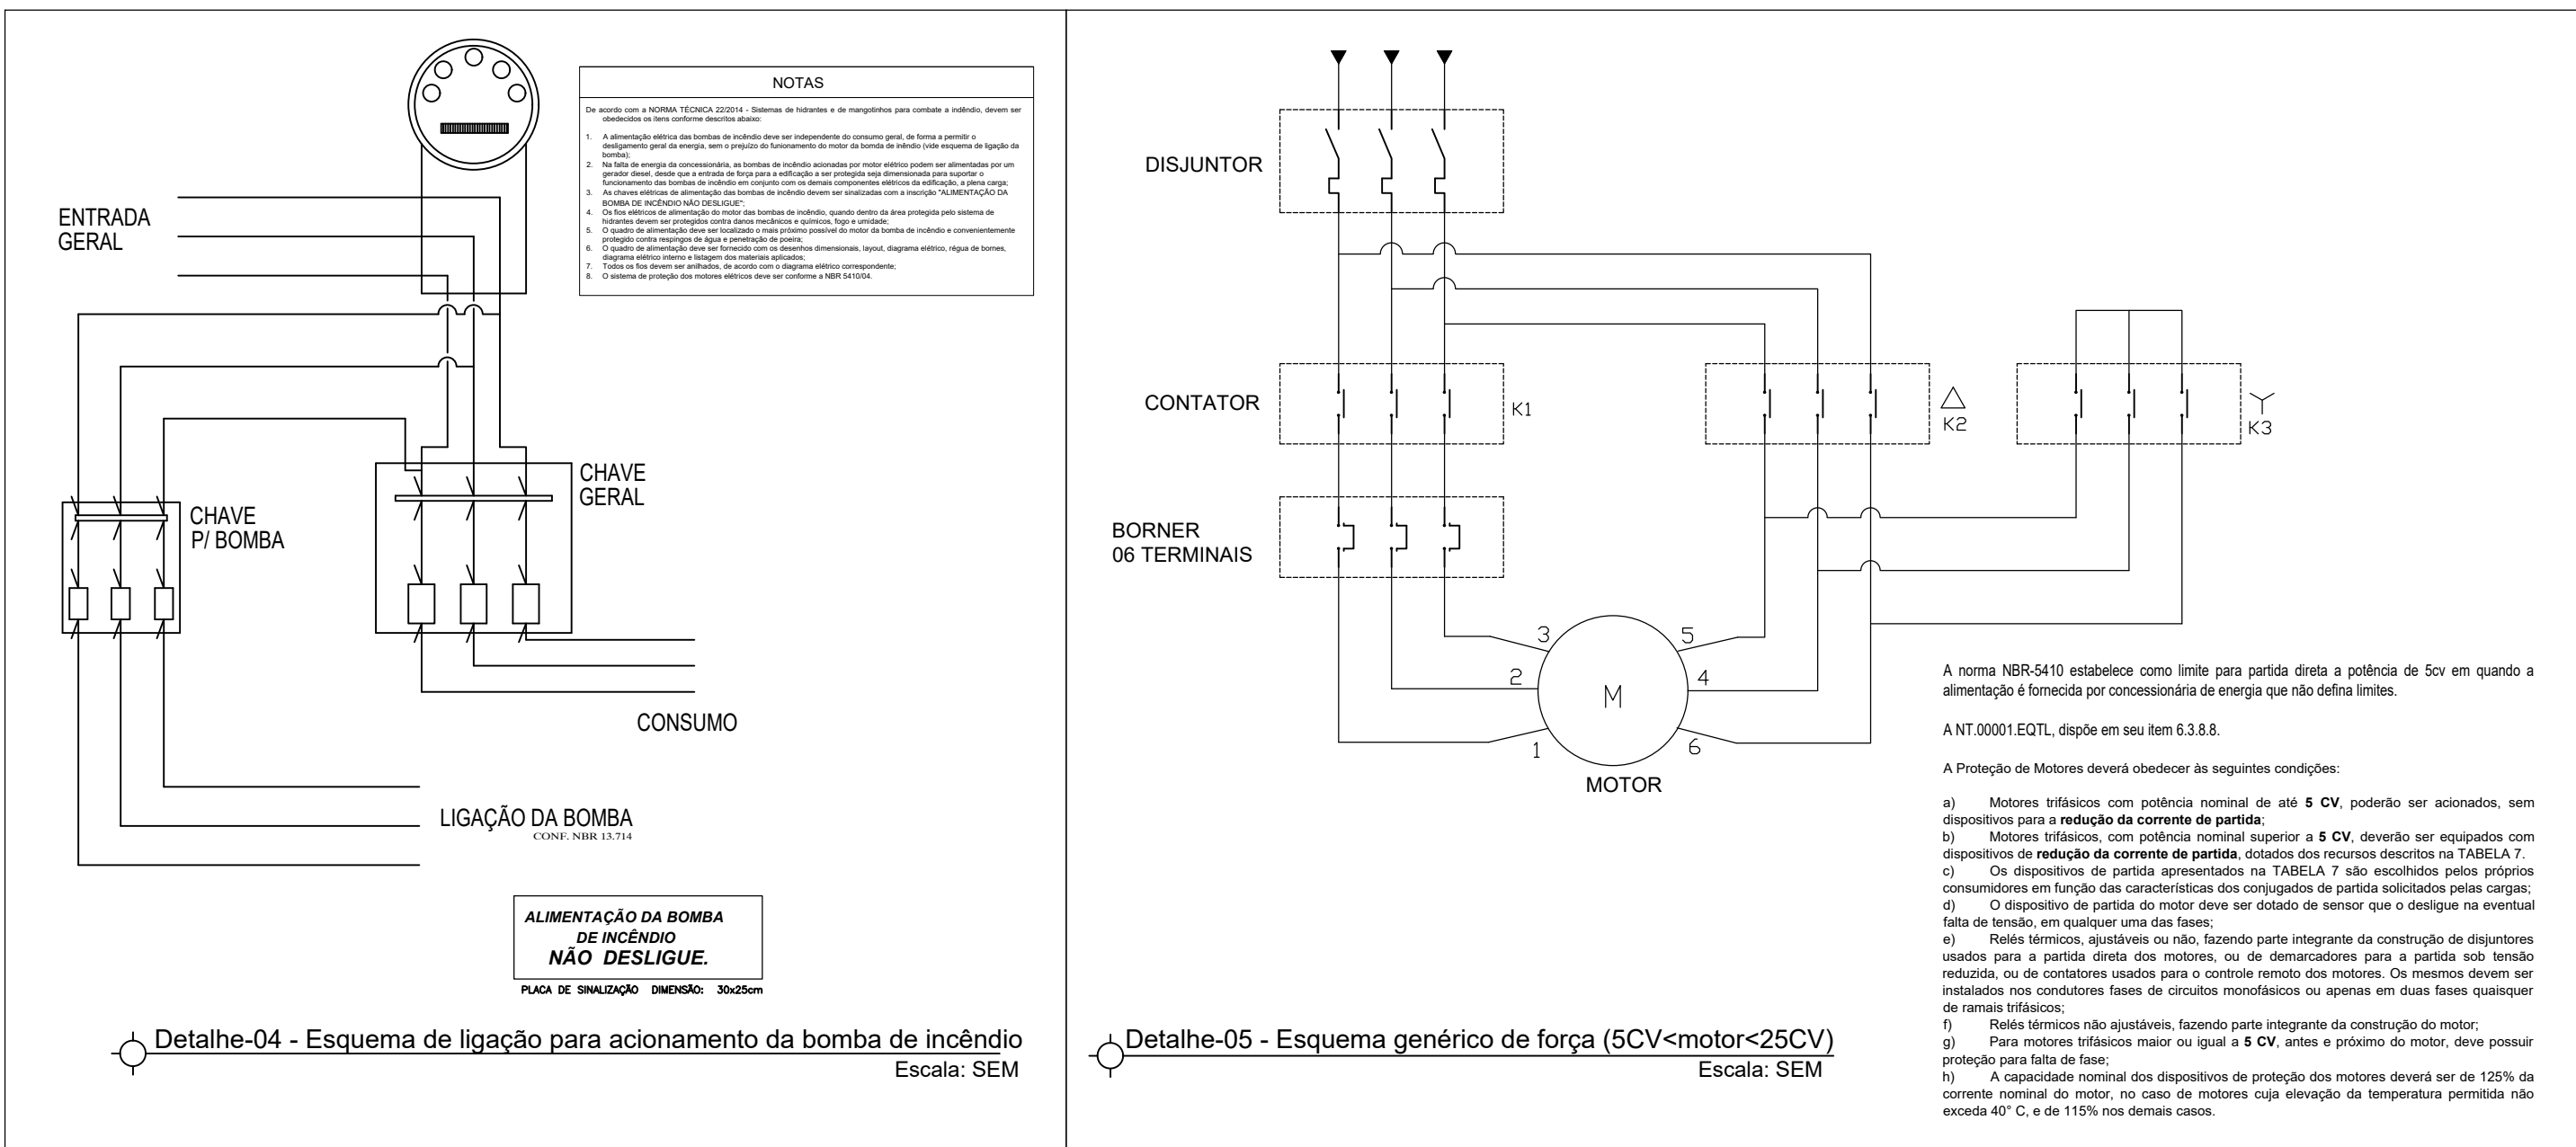 NOTAS
De acordo com a NORMA TÉCNICA 22/2014 - Sistemas de hidrantes e de mangotinhos para combate a indêndio, devem ser
obedecidos os itens conforme descritos abaixo:
1. A alimentação elétrica das bombas de incêndio deve ser independente do consumo geral, de forma a permitir o
desligamento geral da energia, sem o prejuízo do funionamento do motor da bomda de inêndio (vide esquema de ligação da
bomba);
2. Na falta de energia da concessionária, as bombas de incêndio acionadas por motor elétrico podem ser alimentadas por um
gerador diesel, desde que a entrada de força para a edificação a ser protegida seja dimensionada para suportar o
funcionamento das bombas de incêndio em conjunto com os demais componentes elétricos da edificação, a plena carga;
3. As chaves elétricas de alimentação das bombas de incêndio devem ser sinalizadas com a inscrição "ALIMENTAÇÃO DA
BOMBA DE INCÊNDIO NÃO DESLIGUE";
4. Os fios elétricos de alimentação do motor das bombas de incêndio, quando dentro da área protegida pelo sistema de
hidrantes devem ser protegidos contra danos mecânicos e químicos, fogo e umidade;
5. O quadro de alimentação deve ser localizado o mais próximo possível do motor da bomba de incêndio e convenientemente
protegido contra respingos de água e penetração de poeira;
6. O quadro de alimentação deve ser fornecido com os desenhos dimensionais, layout, diagrama elétrico, régua de bornes,
diagrama elétrico interno e listagem dos materiais aplicados;
7. Todos os fios devem ser anilhados, de acordo com o diagrama elétrico correspondente;
8. O sistema de proteção dos motores elétricos deve ser conforme a NBR 5410/04.
ENTRADA
GERAL
CHAVE
GERAL
CHAVE
P/ BOMBA
CONSUMO
LIGAÇÃO DA BOMBA
CONF. NBR 13.714
ALIMENTAÇÃO DA BOMBA
DE INCÊNDIO
NÃO DESLIGUE.
PLACA DE SINALIZAÇÃO DIMENSÃO: 30x25cm
Detalhe-04 - Esquema de ligação para acionamento da bomba de incêndio
Escala: SEM
DISJUNTOR
CONTATOR
K1
K2
K3
BORNER
06 TERMINAIS
3
5
2
4
M
1
6
MOTOR
Detalhe-05 - Esquema genérico de força (5CV<motor<25CV)
Escala: SEM
A norma NBR-5410 estabelece como limite para partida direta a potência de 5cv em quando a
alimentação é fornecida por concessionária de energia que não defina limites.
A NT.00001.EQTL, dispõe em seu item 6.3.8.8.
A Proteção de Motores deverá obedecer às seguintes condições:
a) Motores trifásicos com potência nominal de até 5 CV, poderão ser acionados, sem
dispositivos para a redução da corrente de partida;
b) Motores trifásicos, com potência nominal superior a 5 CV, deverão ser equipados com
dispositivos de redução da corrente de partida, dotados dos recursos descritos na TABELA 7.
c) Os dispositivos de partida apresentados na TABELA 7 são escolhidos pelos próprios
consumidores em função das características dos conjugados de partida solicitados pelas cargas;
d) O dispositivo de partida do motor deve ser dotado de sensor que o desligue na eventual
falta de tensão, em qualquer uma das fases;
e) Relés térmicos, ajustáveis ou não, fazendo parte integrante da construção de disjuntores
usados para a partida direta dos motores, ou de demarcadores para a partida sob tensão
reduzida, ou de contatores usados para o controle remoto dos motores. Os mesmos devem ser
instalados nos condutores fases de circuitos monofásicos ou apenas em duas fases quaisquer
de ramais trifásicos;
f) Relés térmicos não ajustáveis, fazendo parte integrante da construção do motor;
g) Para motores trifásicos maior ou igual a 5 CV, antes e próximo do motor, deve possuir
proteção para falta de fase;
h) A capacidade nominal dos dispositivos de proteção dos motores deverá ser de 125% da
corrente nominal do motor, no caso de motores cuja elevação da temperatura permitida não
exceda 40° C, e de 115% nos demais casos.